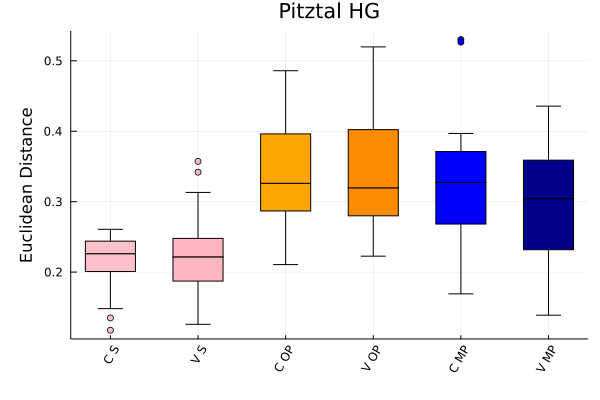 Pitztal HG
Euclidean Distance
0.5
0.4
0.3
0.2
C S
V S
C OP
V OP
C MP
V MP